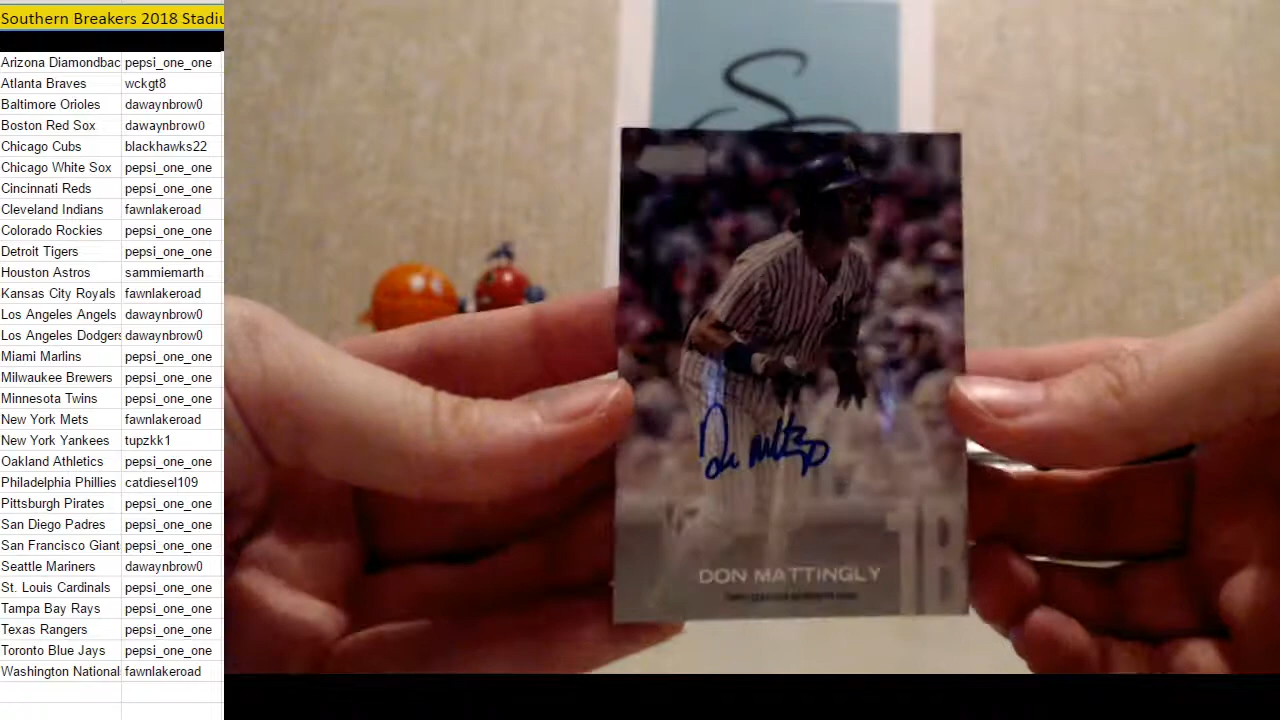 Southern Breakers 2018 Stadiu
Arizona Diamondbac pepsi_one_one
Atlanta Braves wckgt8
Baltimore Orioles dawaynbrow0
Boston Red Sox dawaynbrow0
Chicago Cubs blackhawks22
Chicago White Sox pepsi_one_one
Cincinnati Reds pepsi_one_one
Cleveland Indians fawnlakeroad
Colorado Rockies pepsi_one_one
Detroit Tigers pepsi_one_one
Houston Astros sammiemarth
Kansas City Royals fawnlakeroad
Los Angeles Angels dawaynbrow0
Los Angeles Dodgers dawaynbrow0
Miami Marlins pepsi_one_one
Milwaukee Brewers pepsi_one_one
Minnesota Twins pepsi_one_one
New York Mets fawnlakeroad
New York Yankees tupzkk1
Oakland Athletics pepsi_one_one
Philadelphia Phillies catdiesel109
Pittsburgh Pirates pepsi_one_one
San Diego Padres pepsi_one_one
San Francisco Giant pepsi_one_one
Seattle Mariners dawaynbrow0
St. Louis Cardinals pepsi_one_one
Tampa Bay Rays pepsi_one_one
Texas Rangers pepsi_one_one
Toronto Blue Jays pepsi_one_one
Washington National fawnlakeroad
Don Mattingly
1B
DON MATTINGLY